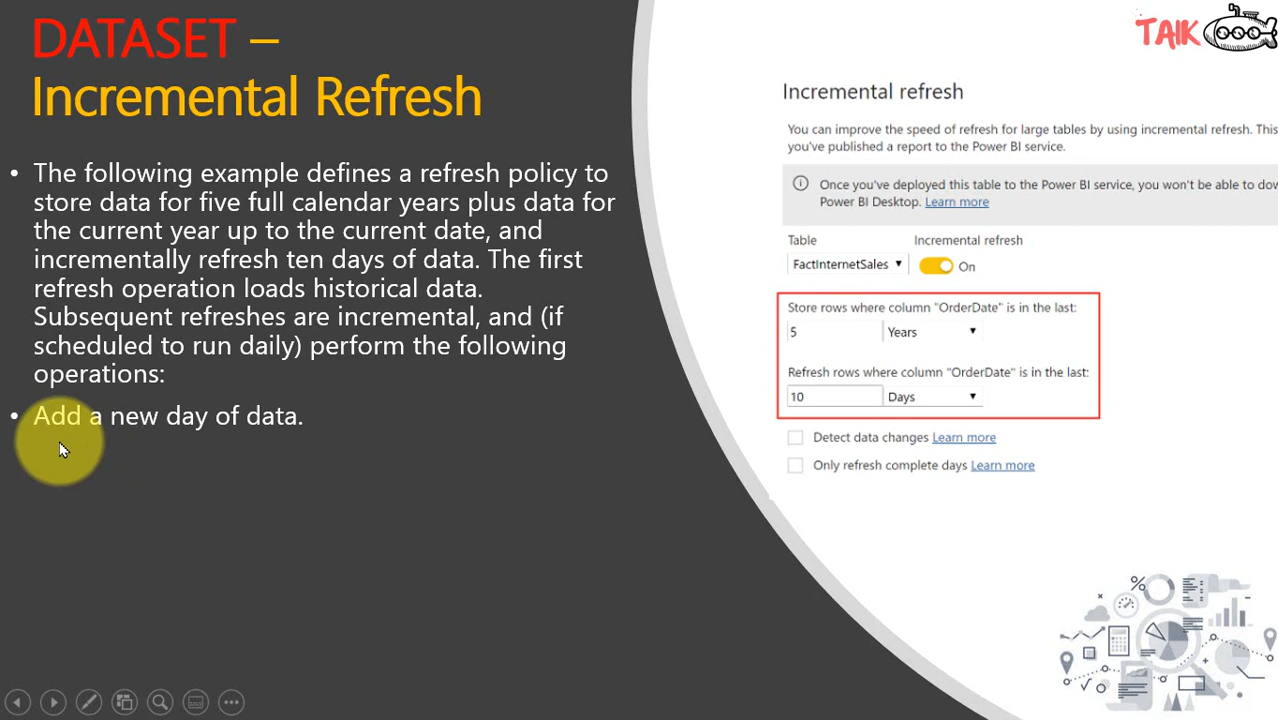 DATASET –
Incremental Refresh
• The following example defines a refresh policy to
store data for five full calendar years plus data for
the current year up to the current date, and
incrementally refresh ten days of data. The first
refresh operation loads historical data.
Subsequent refreshes are incremental, and (if
scheduled to run daily) perform the following
operations:
• Add a new day of data.
TAIK
Incremental refresh
You can improve the speed of refresh for large tables by using incremental refresh. This
you've published a report to the Power BI service.
Once you've deployed this table to the Power BI service, you won't be able to dow
Power BI Desktop. Learn more
Table Incremental refresh
FactInternetSales On
Store rows where column "OrderDate" is in the last:
5 Years
Refresh rows where column "OrderDate" is in the last:
10 Days
Detect data changes Learn more
Only refresh complete days Learn more